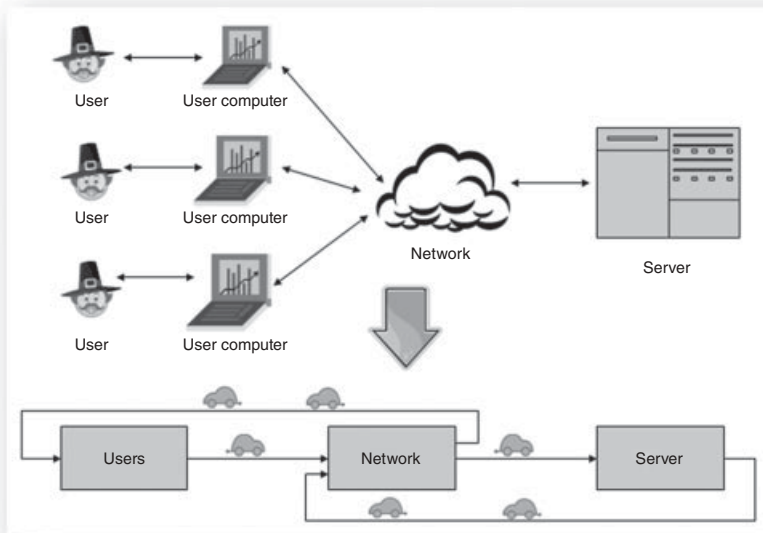 User
User computer
User
User computer
Network
Server
User
User computer
Users
Network
Server